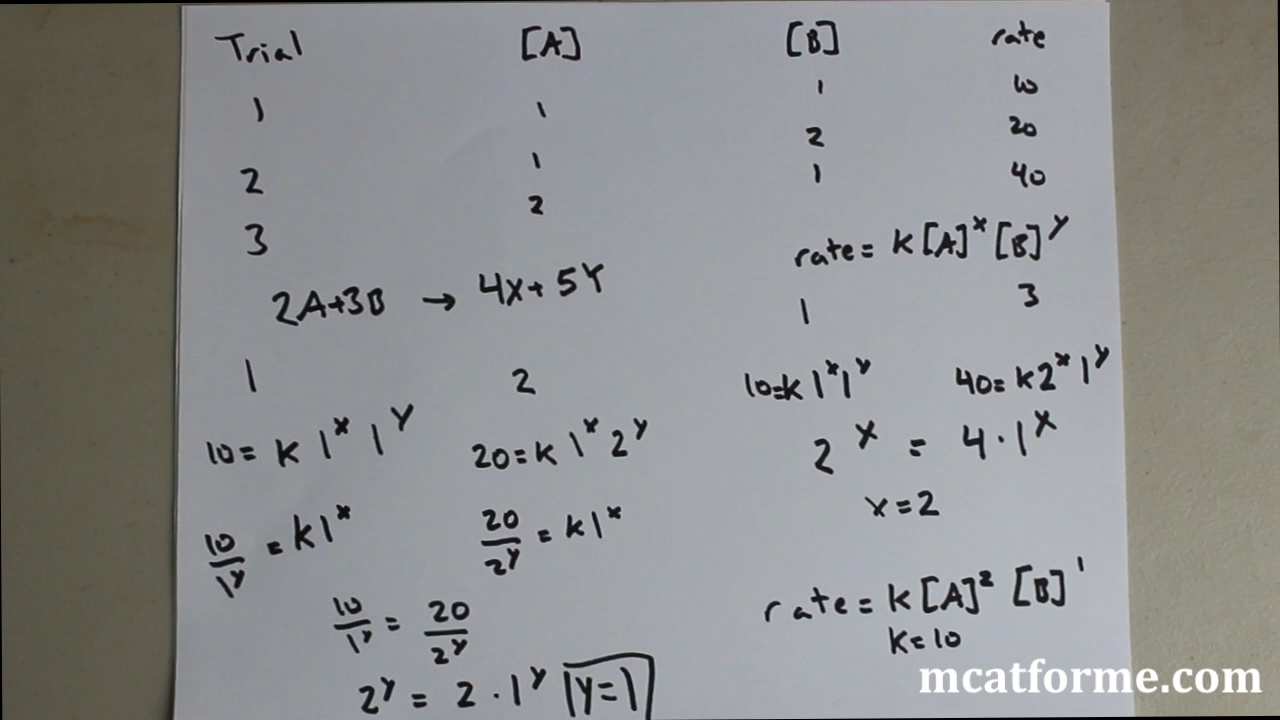 Trial [A] [B] rate
1 1 1 10
2 1 2 20
3 2 1 40
rate = k[A]^x [B]^y
2A+3B → 4X+5Y
1 3
1 2
10=k 1^x 1^y 40=k 2^x 1^y
10= k 1^x 1^y 20=k 1^x 2^y
2^x = 4·1^x
x=2
10/1^y = k 1^x 20/2^y = k 1^x
10/1^y = 20/2^y
rate = k[A]^2 [B]^1
k=10
2^y = 2·1^y y=1
mcatforme.com